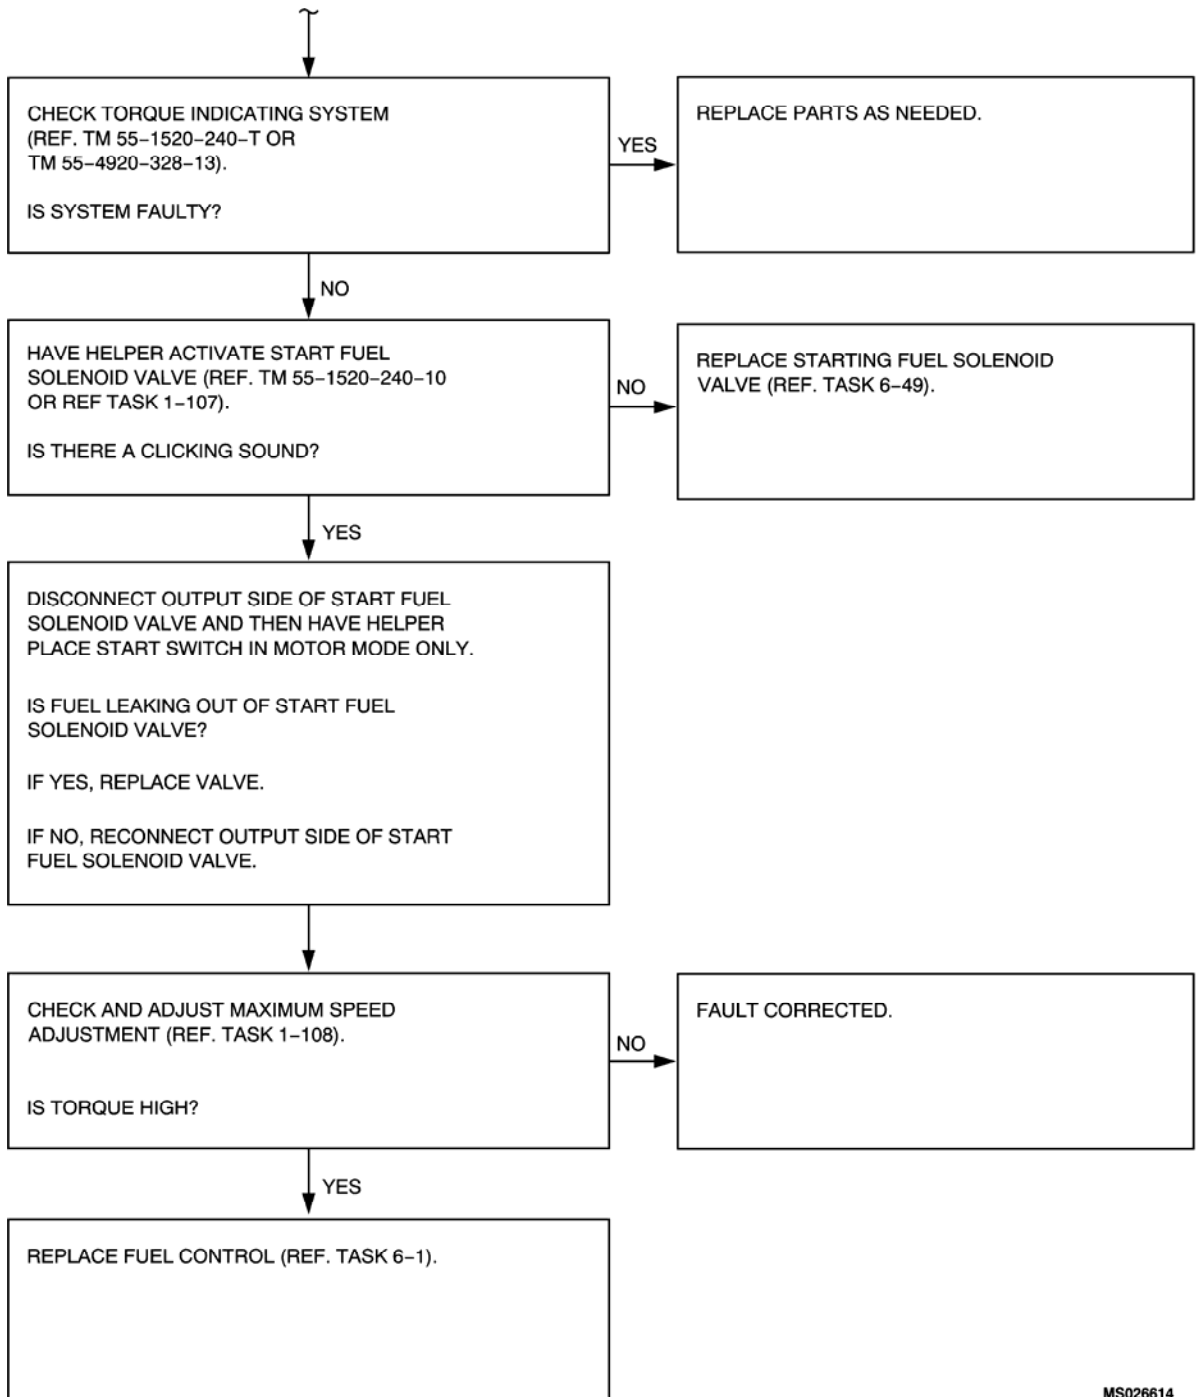 CHECK TORQUE INDICATING SYSTEM
(REF. TM 55-1520-240-T OR
TM 55-4920-328-13).
IS SYSTEM FAULTY?
YES
REPLACE PARTS AS NEEDED.
NO
HAVE HELPER ACTIVATE START FUEL
SOLENOID VALVE (REF. TM 55-1520-240-10
OR REF TASK 1-107).
IS THERE A CLICKING SOUND?
NO
REPLACE STARTING FUEL SOLENOID
VALVE (REF. TASK 6-49).
YES
DISCONNECT OUTPUT SIDE OF START FUEL
SOLENOID VALVE AND THEN HAVE HELPER
PLACE START SWITCH IN MOTOR MODE ONLY.
IS FUEL LEAKING OUT OF START FUEL
SOLENOID VALVE?
IF YES, REPLACE VALVE.
IF NO, RECONNECT OUTPUT SIDE OF START
FUEL SOLENOID VALVE.
CHECK AND ADJUST MAXIMUM SPEED
ADJUSTMENT (REF. TASK 1-108).
IS TORQUE HIGH?
NO
FAULT CORRECTED.
YES
REPLACE FUEL CONTROL (REF. TASK 6-1).
MS026614